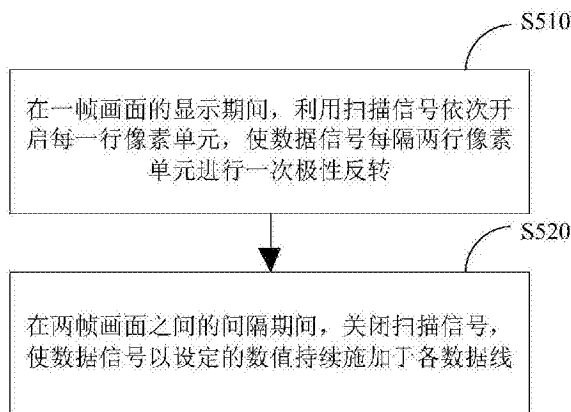 S510
在一帧画面的显示期间，利用扫描信号依次开
启每一行像素单元，使数据信号每隔两行像素
单元进行一次极性反转
S520
在两帧画面之间的间隔期间，关闭扫描信号，
使数据信号以设定的数值持续施加于各数据线